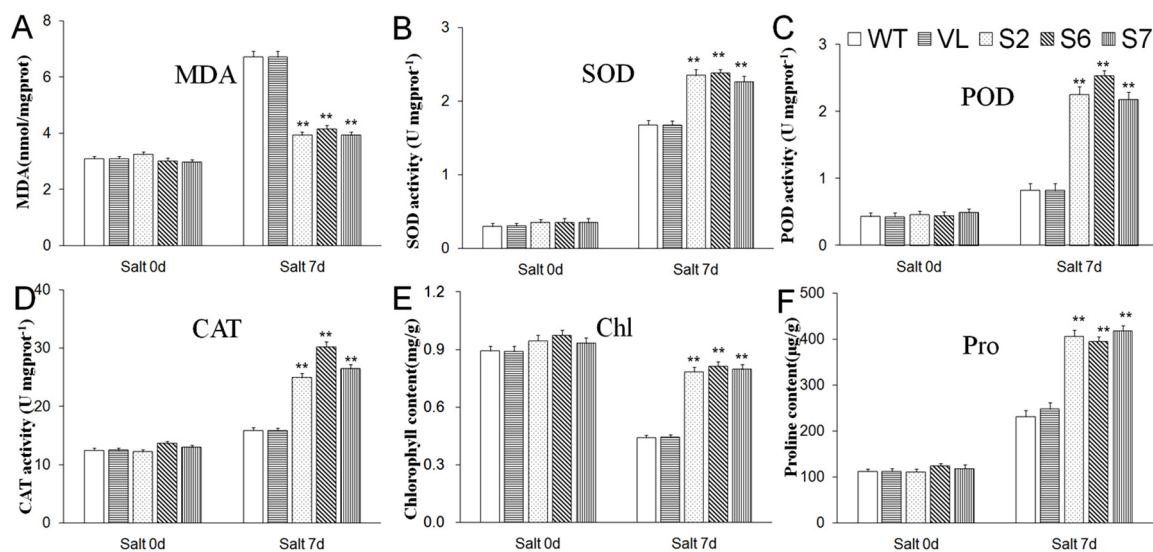 A
MDA
MDA(nmol/mgprot)
8
6
4
2
0
** ** **
Salt 0d Salt 7d
B
SOD
SOD activity (U mgprot-1)
3
2
1
0
** ** **
Salt 0d Salt 7d
C
WT VL S2 S6 S7
POD
POD activity (U mgprot-1)
3
2
1
0
** ** **
Salt 0d Salt 7d
D
CAT
CAT activity (U mgprot-1)
40
30
20
10
0
** ** **
Salt 0d Salt 7d
E
Chl
Chlorophyll content(mg/g)
1.2
0.9
0.6
0.3
0.0
** ** **
Salt 0d Salt 7d
F
Pro
Proline content(μg/g)
500
400
300
200
100
0
** ** **
Salt 0d Salt 7d